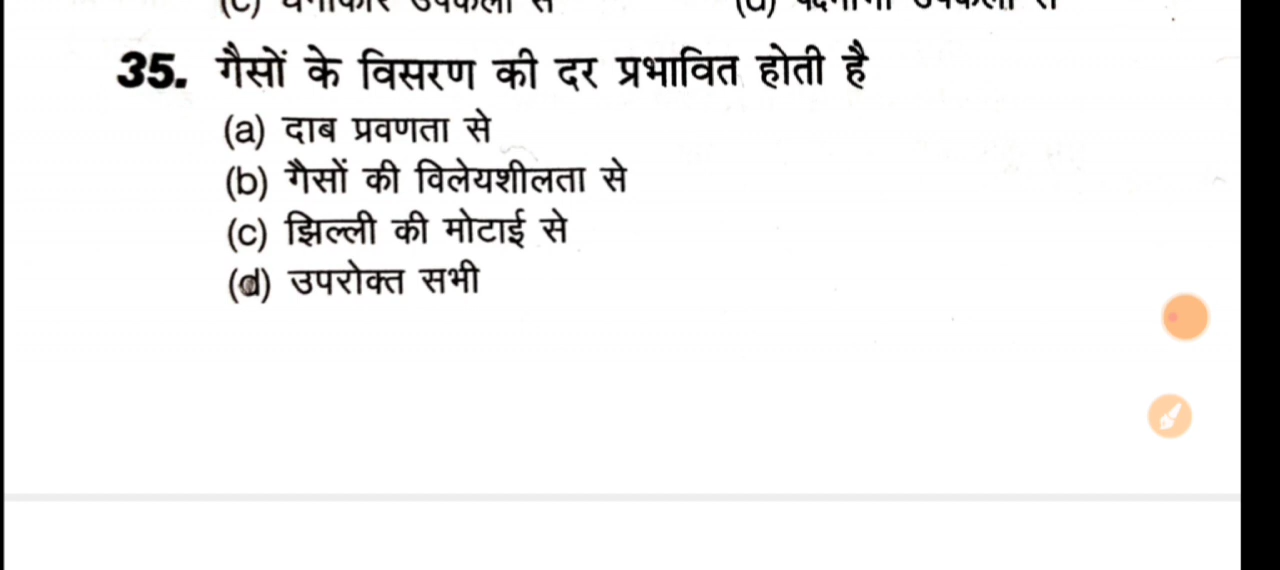 35. गैसों के विसरण की दर प्रभावित होती है
(a) दाब प्रवणता से
(b) गैसों की विलेयशीलता से
(c) झिल्ली की मोटाई से
(d) उपरोक्त सभी